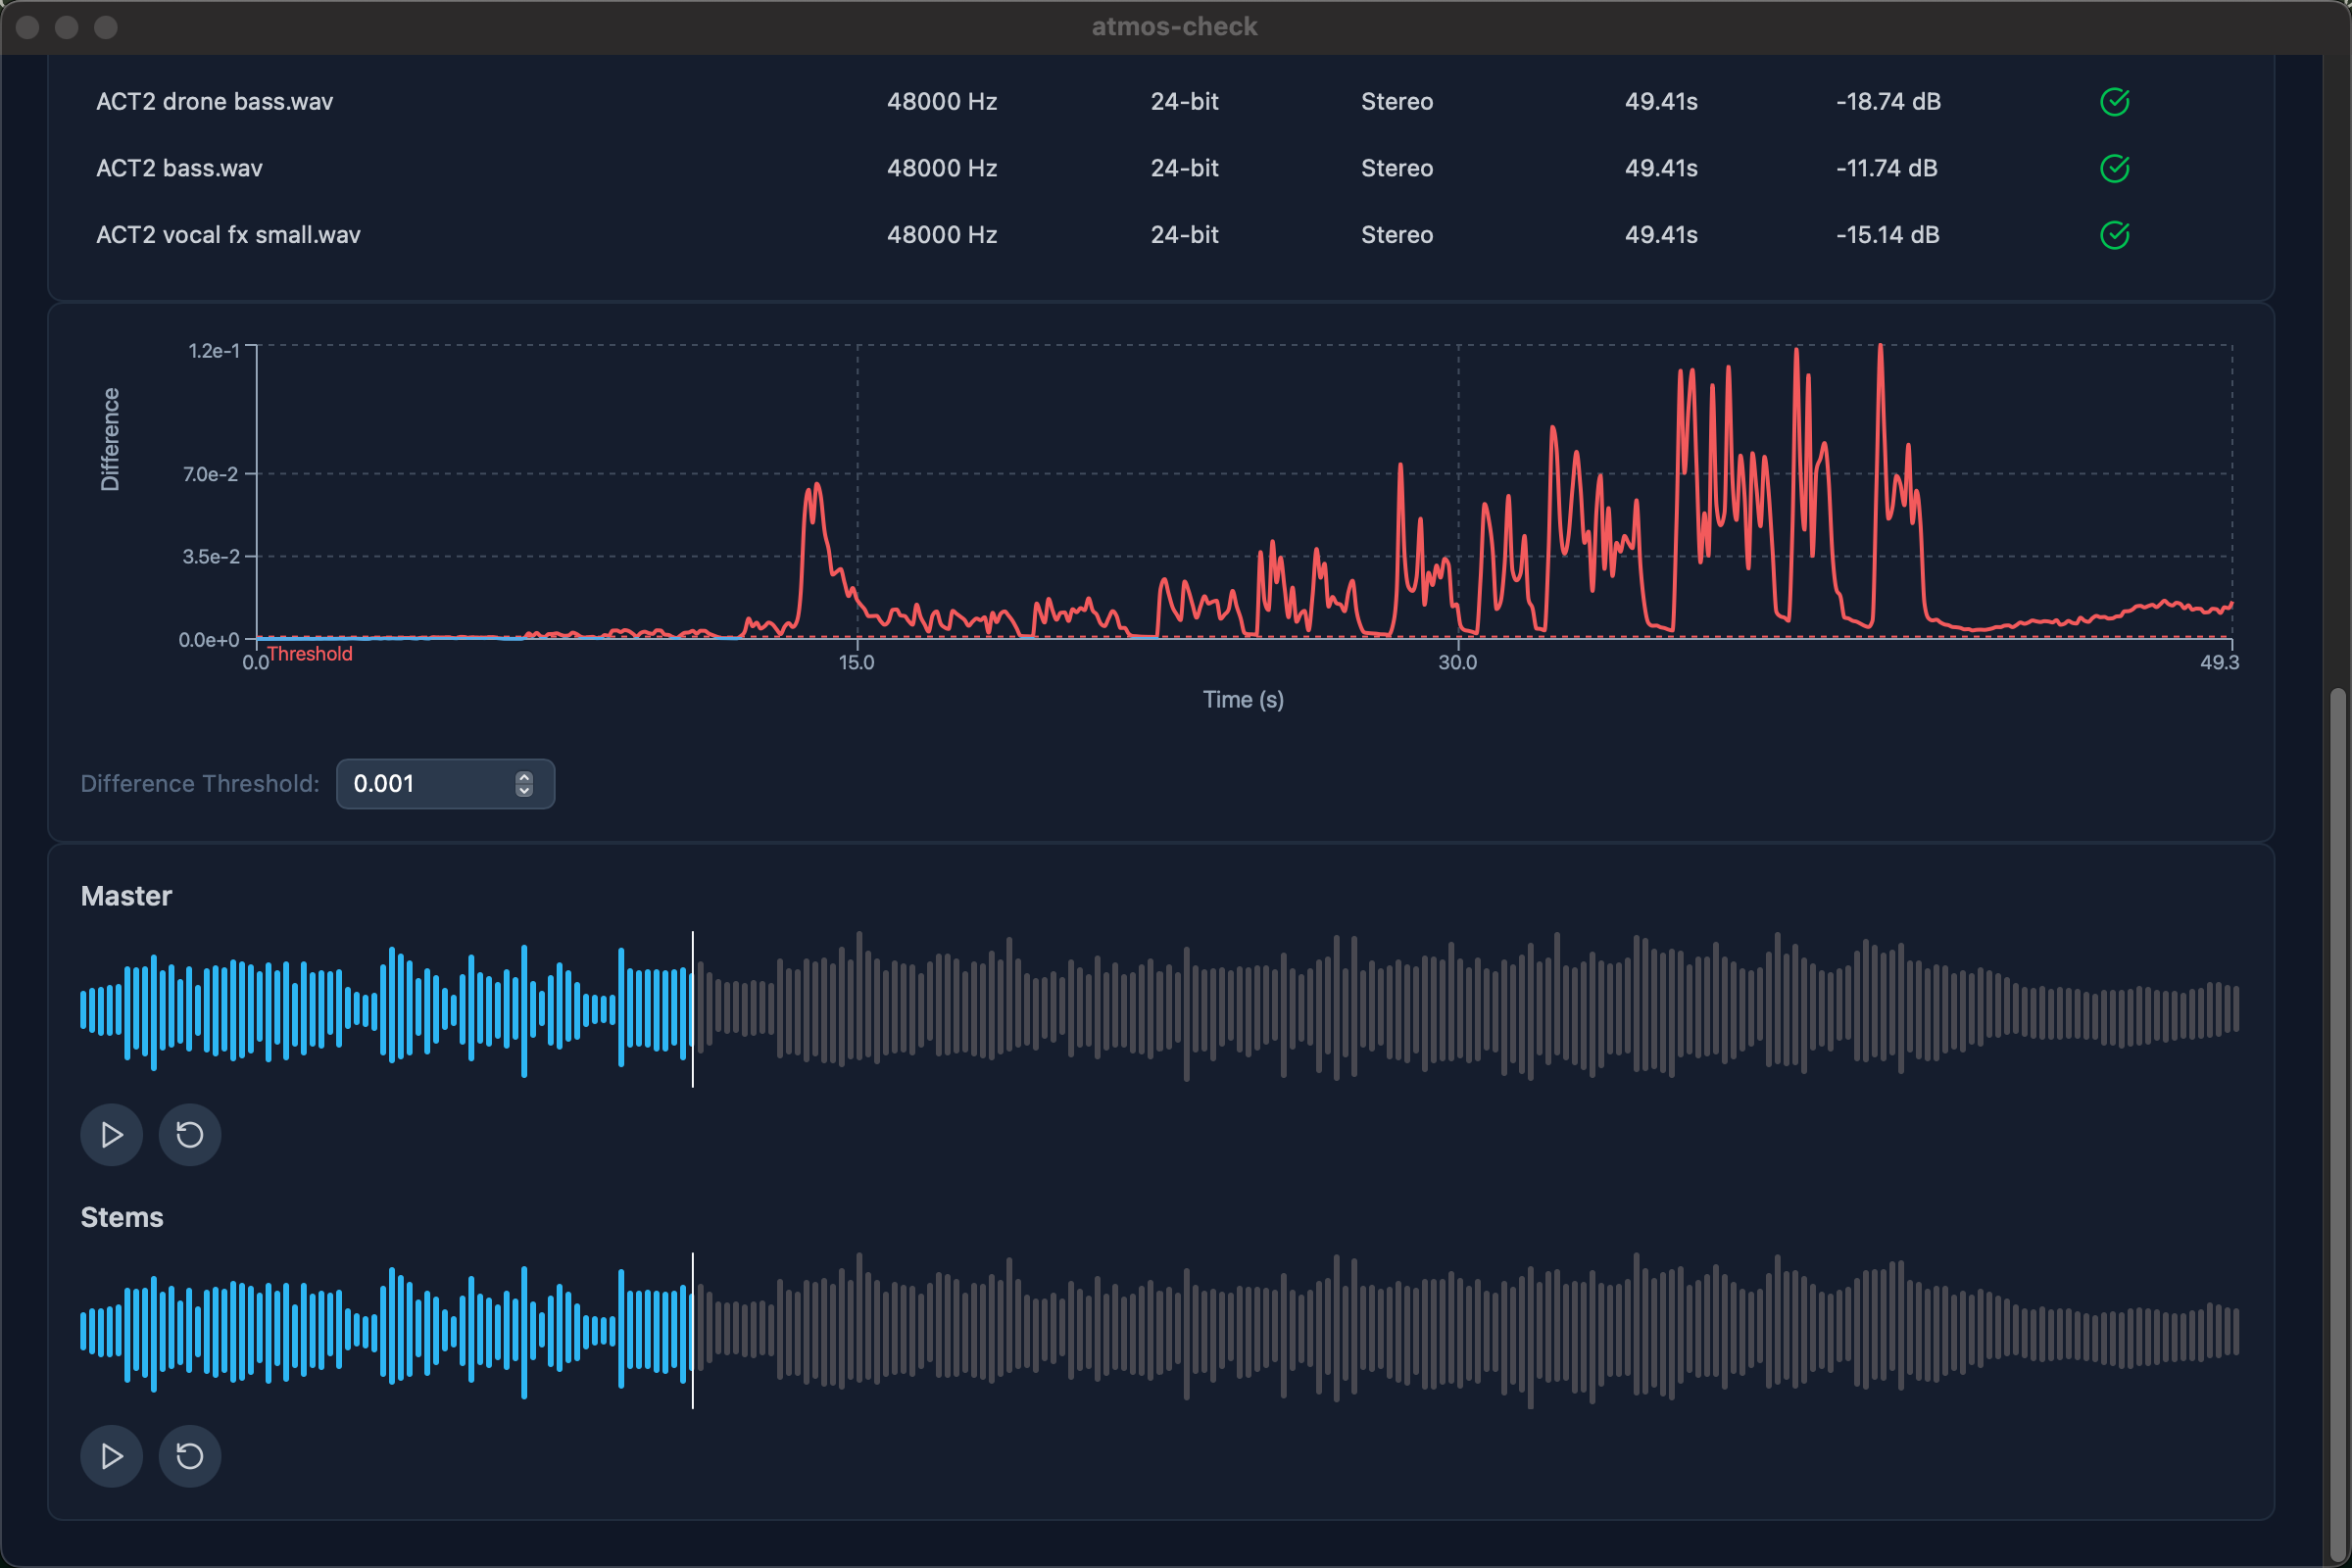 atmos-check
ACT2 drone bass.wav 48000 Hz 24-bit Stereo 49.41s -18.74 dB
ACT2 bass.wav 48000 Hz 24-bit Stereo 49.41s -11.74 dB
ACT2 vocal fx small.wav 48000 Hz 24-bit Stereo 49.41s -15.14 dB
Difference
1.2e-1
7.0e-2
3.5e-2
0.0e+0
Threshold
0.0 15.0 30.0 49.3
Time (s)
Difference Threshold: 0.001
Master
Stems